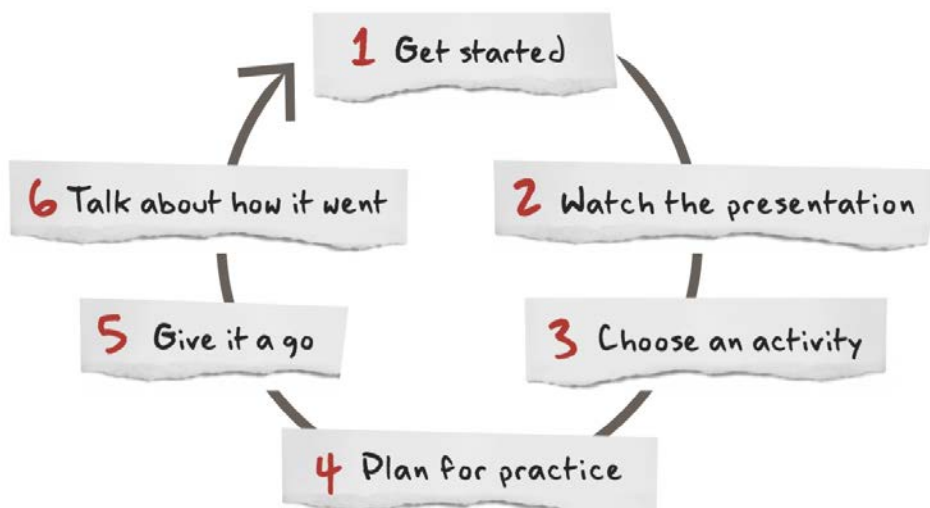 1 Get started
2 Watch the presentation
3 Choose an activity
4 Plan for practice
5 Give it a go
6 Talk about how it went